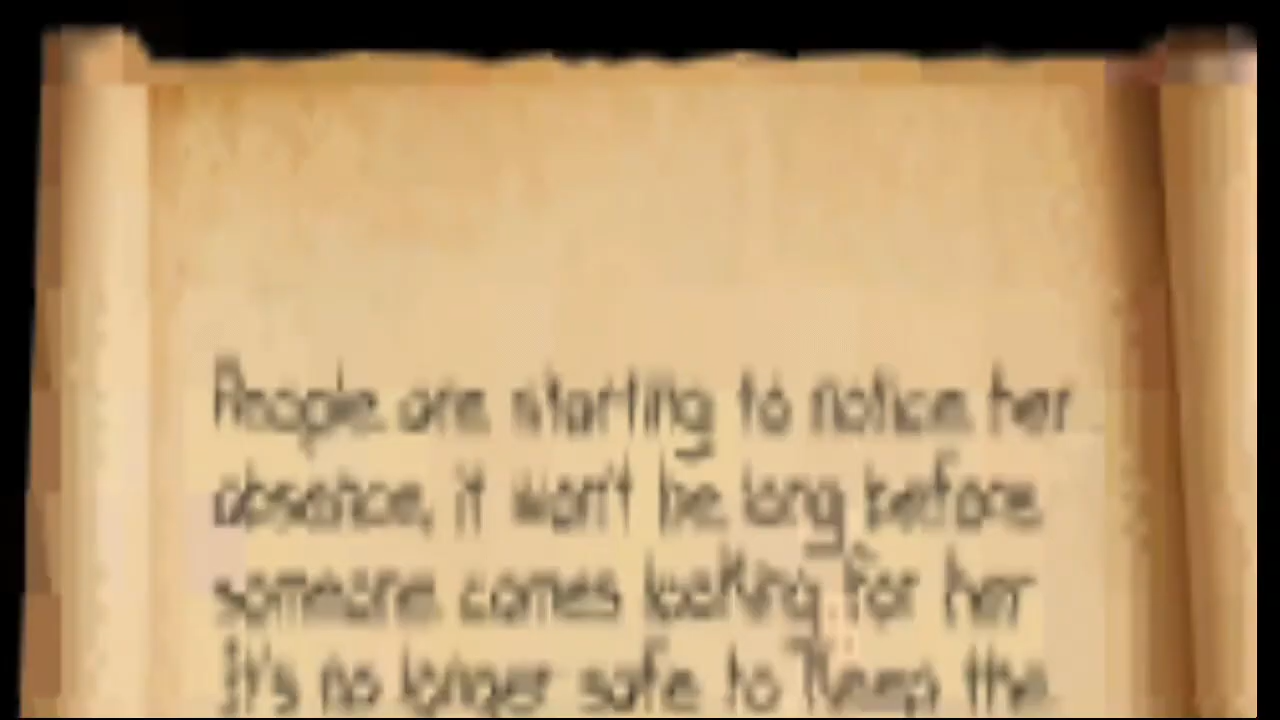 People are starting to notice her
absence, it won't be long before
someone comes looking for her
It's no longer safe to keep the